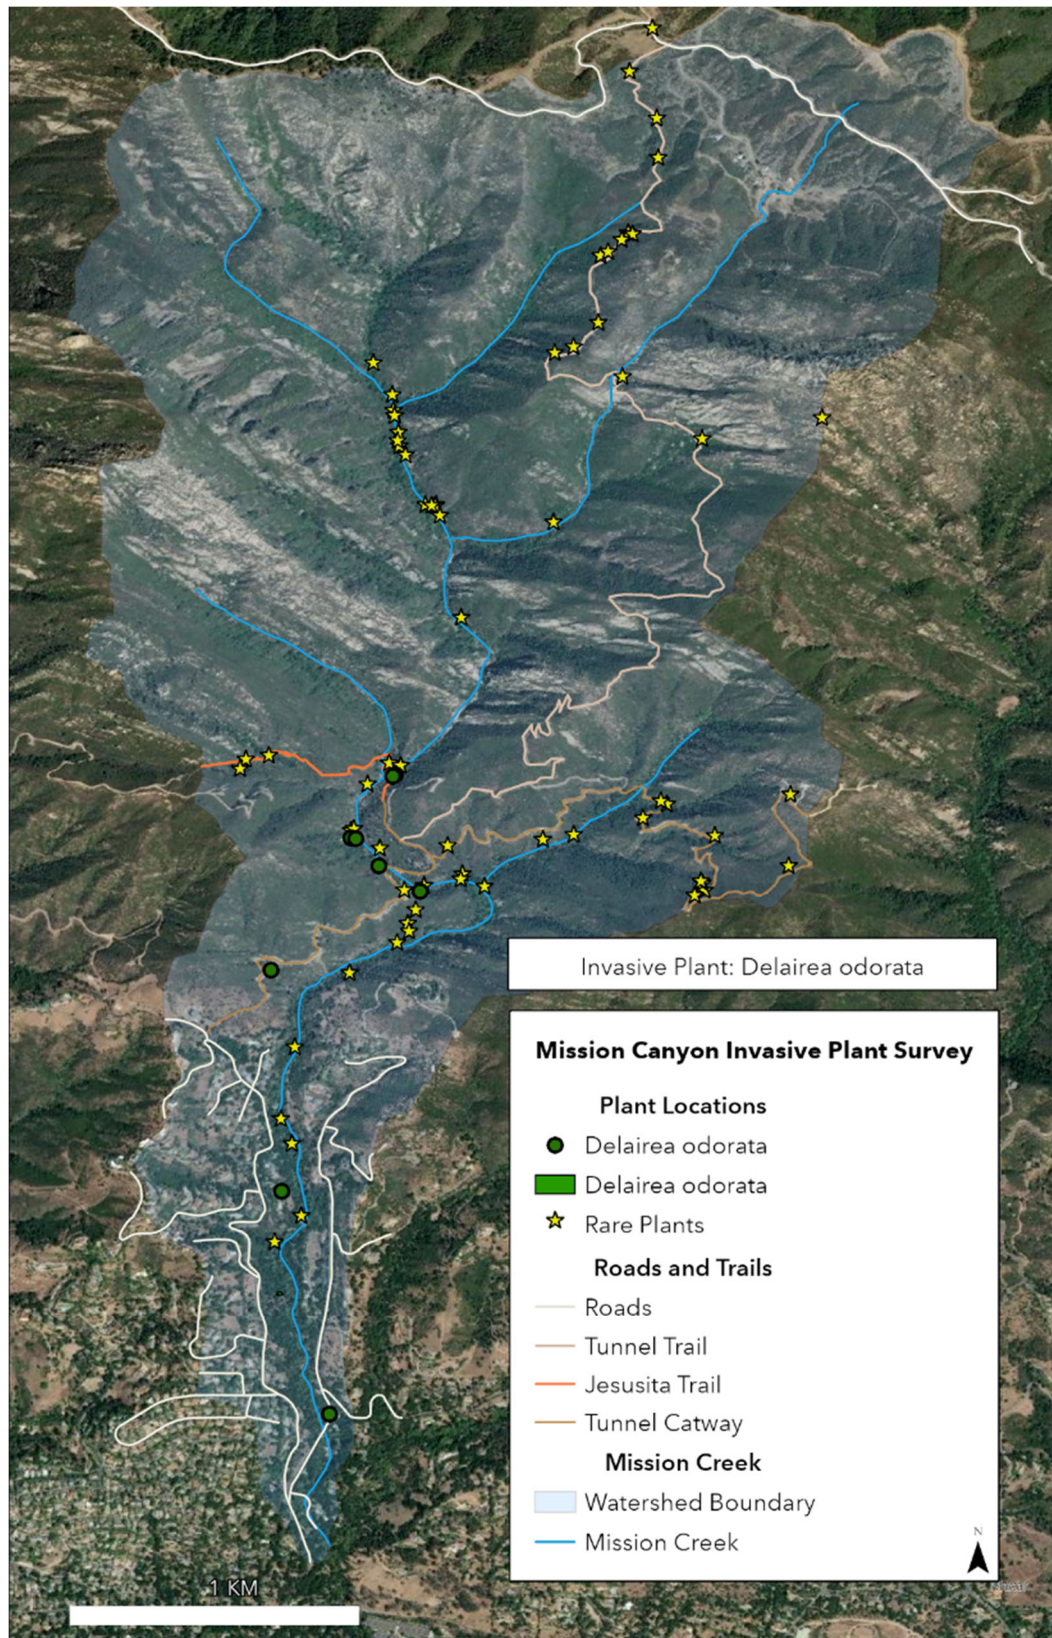 Invasive Plant: Delairea odorata
Mission Canyon Invasive Plant Survey
Plant Locations
Delairea odorata
Delairea odorata
Rare Plants
Roads and Trails
Roads
Tunnel Trail
Jesusita Trail
Tunnel Catway
Mission Creek
Watershed Boundary
Mission Creek
N
1 KM